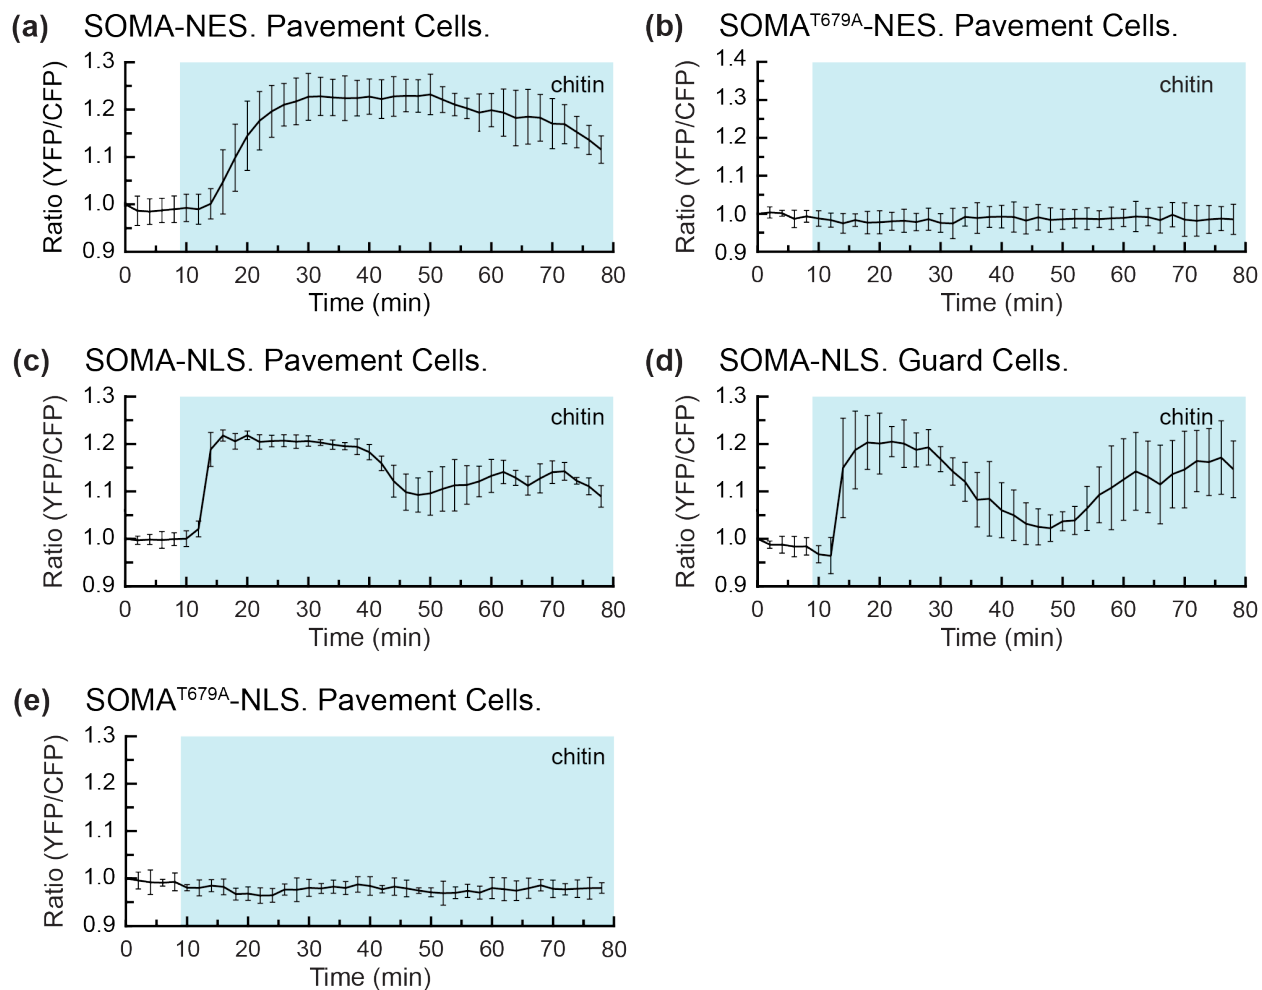 (a) SOMA-NES. Pavement Cells.
1.3
1.2
1.1
1.0
0.9
Ratio (YFP/CFP)
chitin
0 10 20 30 40 50 60 70 80
Time (min)
(b) SOMAT679A-NES. Pavement Cells.
1.4
1.3
1.2
1.1
1.0
0.9
Ratio (YFP/CFP)
chitin
0 10 20 30 40 50 60 70 80
Time (min)
(c) SOMA-NLS. Pavement Cells.
1.3
1.2
1.1
1.0
0.9
Ratio (YFP/CFP)
chitin
0 10 20 30 40 50 60 70 80
Time (min)
(d) SOMA-NLS. Guard Cells.
1.3
1.2
1.1
1.0
0.9
Ratio (YFP/CFP)
chitin
0 10 20 30 40 50 60 70 80
Time (min)
(e) SOMAT679A-NLS. Pavement Cells.
1.3
1.2
1.1
1.0
0.9
Ratio (YFP/CFP)
chitin
0 10 20 30 40 50 60 70 80
Time (min)